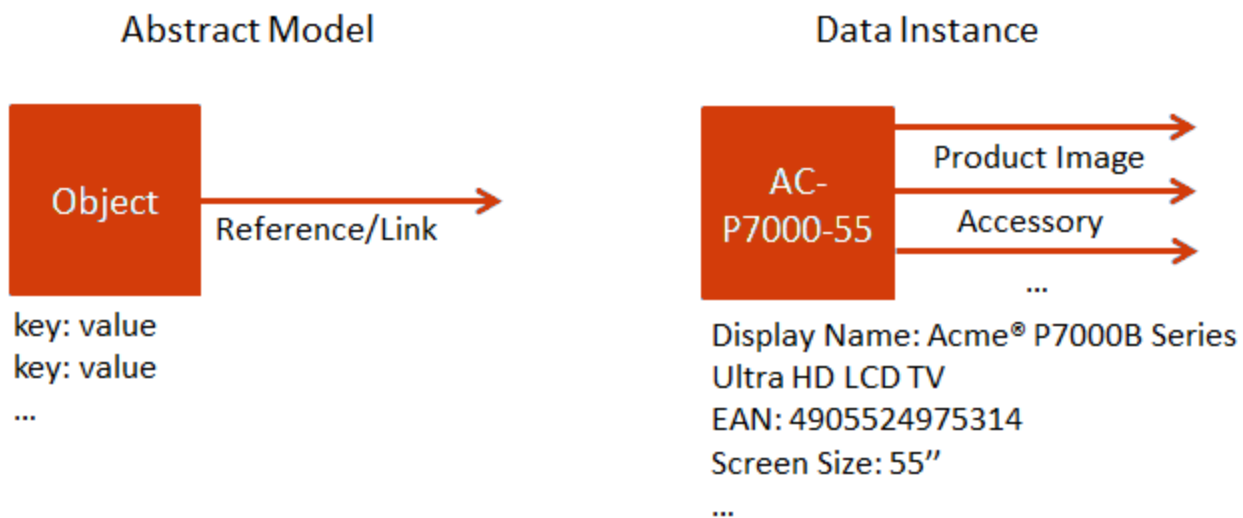 Abstract Model
Object
Reference/Link
key: value
key: value
...
Data Instance
AC-
P7000-55
Product Image
Accessory
...
Display Name: Acme® P7000B Series
Ultra HD LCD TV
EAN: 4905524975314
Screen Size: 55’’
...